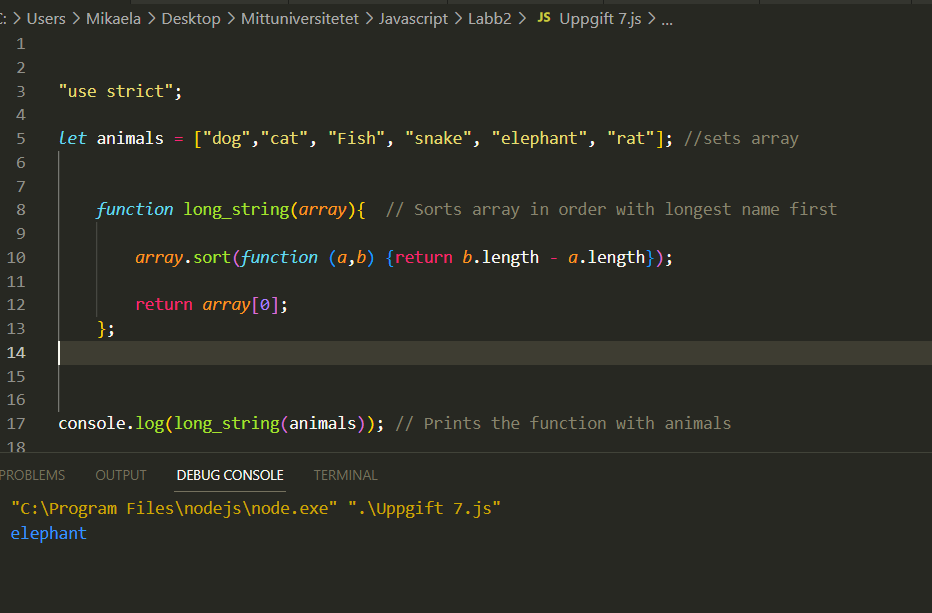 C: > Users > Mikaela > Desktop > Mittuniversitetet > Javascript > Labb2 > JS Uppgift 7.js > ...
1
2
3 "use strict";
4
5 let animals = ["dog","cat", "Fish", "snake", "elephant", "rat"]; //sets array
6
7
8 function long_string(array){ // Sorts array in order with longest name first
9
10 array.sort(function (a,b) {return b.length - a.length});
11
12 return array[0];
13 };
14
15
16
17 console.log(long_string(animals)); // Prints the function with animals
18
PROBLEMS OUTPUT DEBUG CONSOLE TERMINAL
"C:\Program Files\nodejs\node.exe" ".\Uppgift 7.js"
elephant